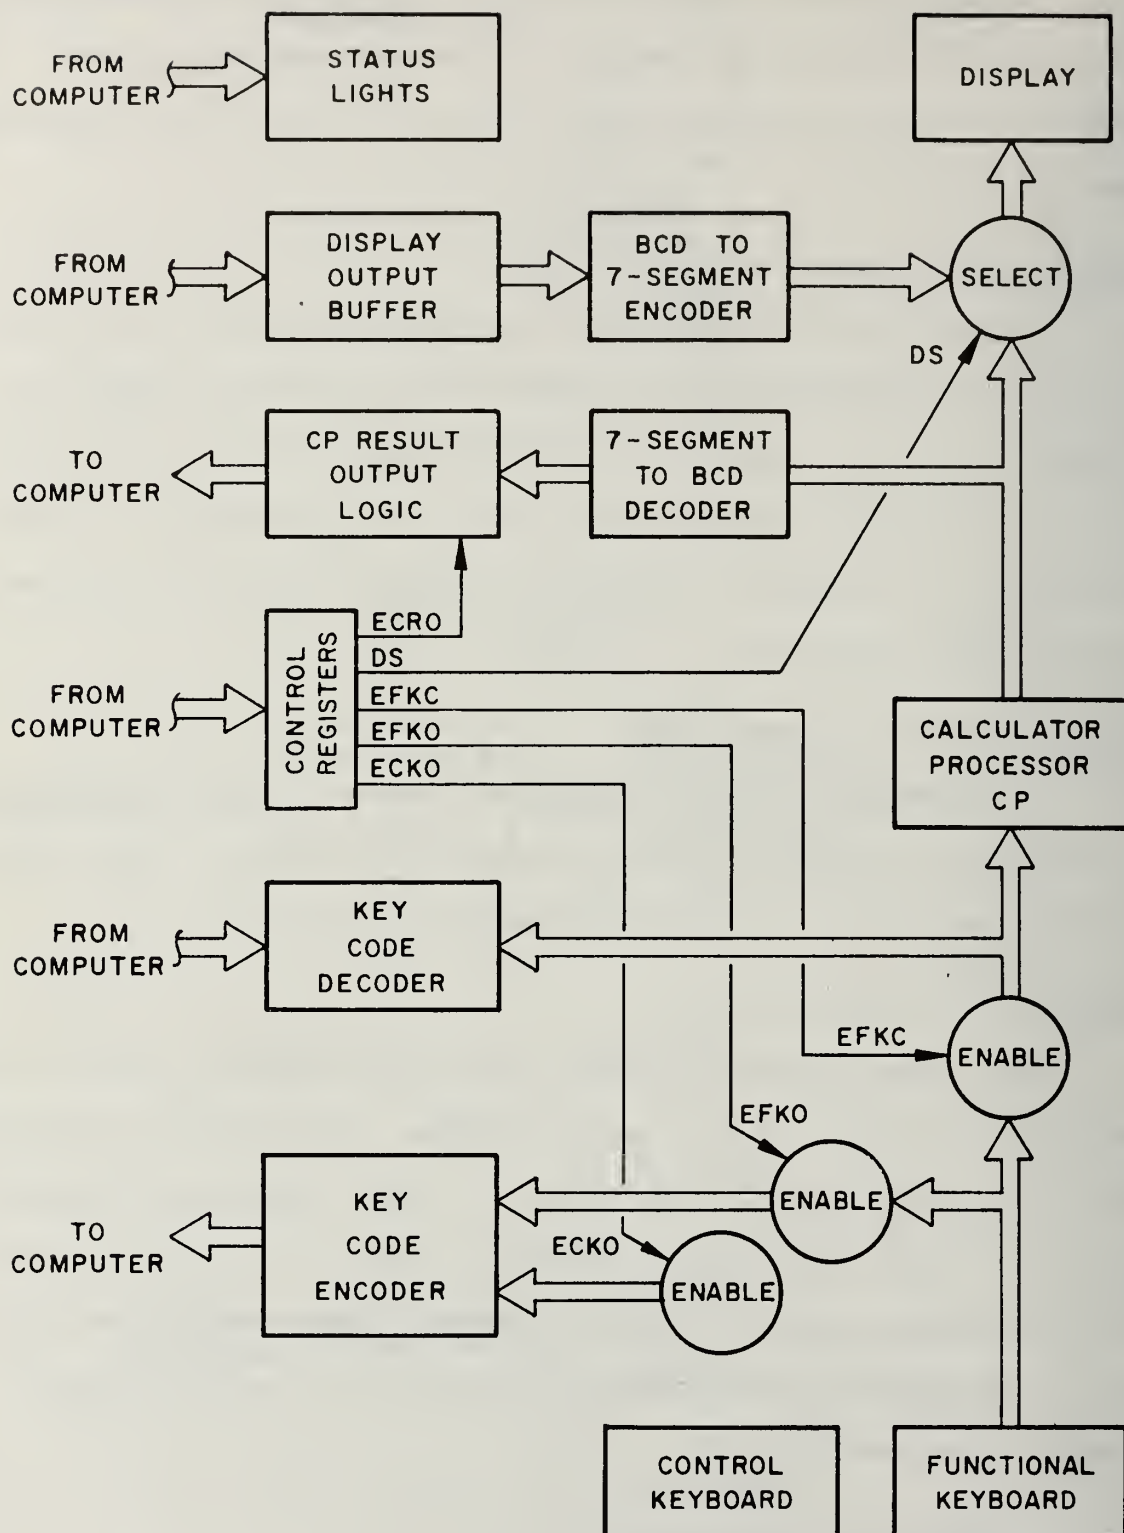 FROM
COMPUTER
STATUS
LIGHTS
DISPLAY
FROM
COMPUTER
DISPLAY
OUTPUT
BUFFER
BCD TO
7-SEGMENT
ENCODER
SELECT
DS
TO
COMPUTER
CP RESULT
OUTPUT
LOGIC
7-SEGMENT
TO BCD
DECODER
FROM
COMPUTER
CONTROL
REGISTERS
ECRO
DS
EFKC
EFKO
ECKO
CALCULATOR
PROCESSOR
CP
FROM
COMPUTER
KEY
CODE
DECODER
EFKC
ENABLE
EFKO
ENABLE
TO
COMPUTER
KEY
CODE
ENCODER
ECKO
ENABLE
CONTROL
KEYBOARD
FUNCTIONAL
KEYBOARD